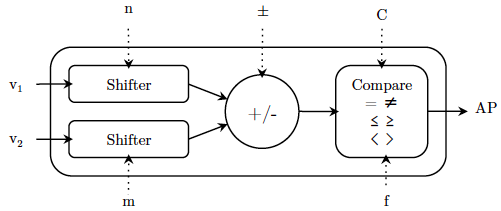 n ± C
v₁ Shifter Compare
= ≠
+/- ≤ ≥ AP
v₂ Shifter < >
m f